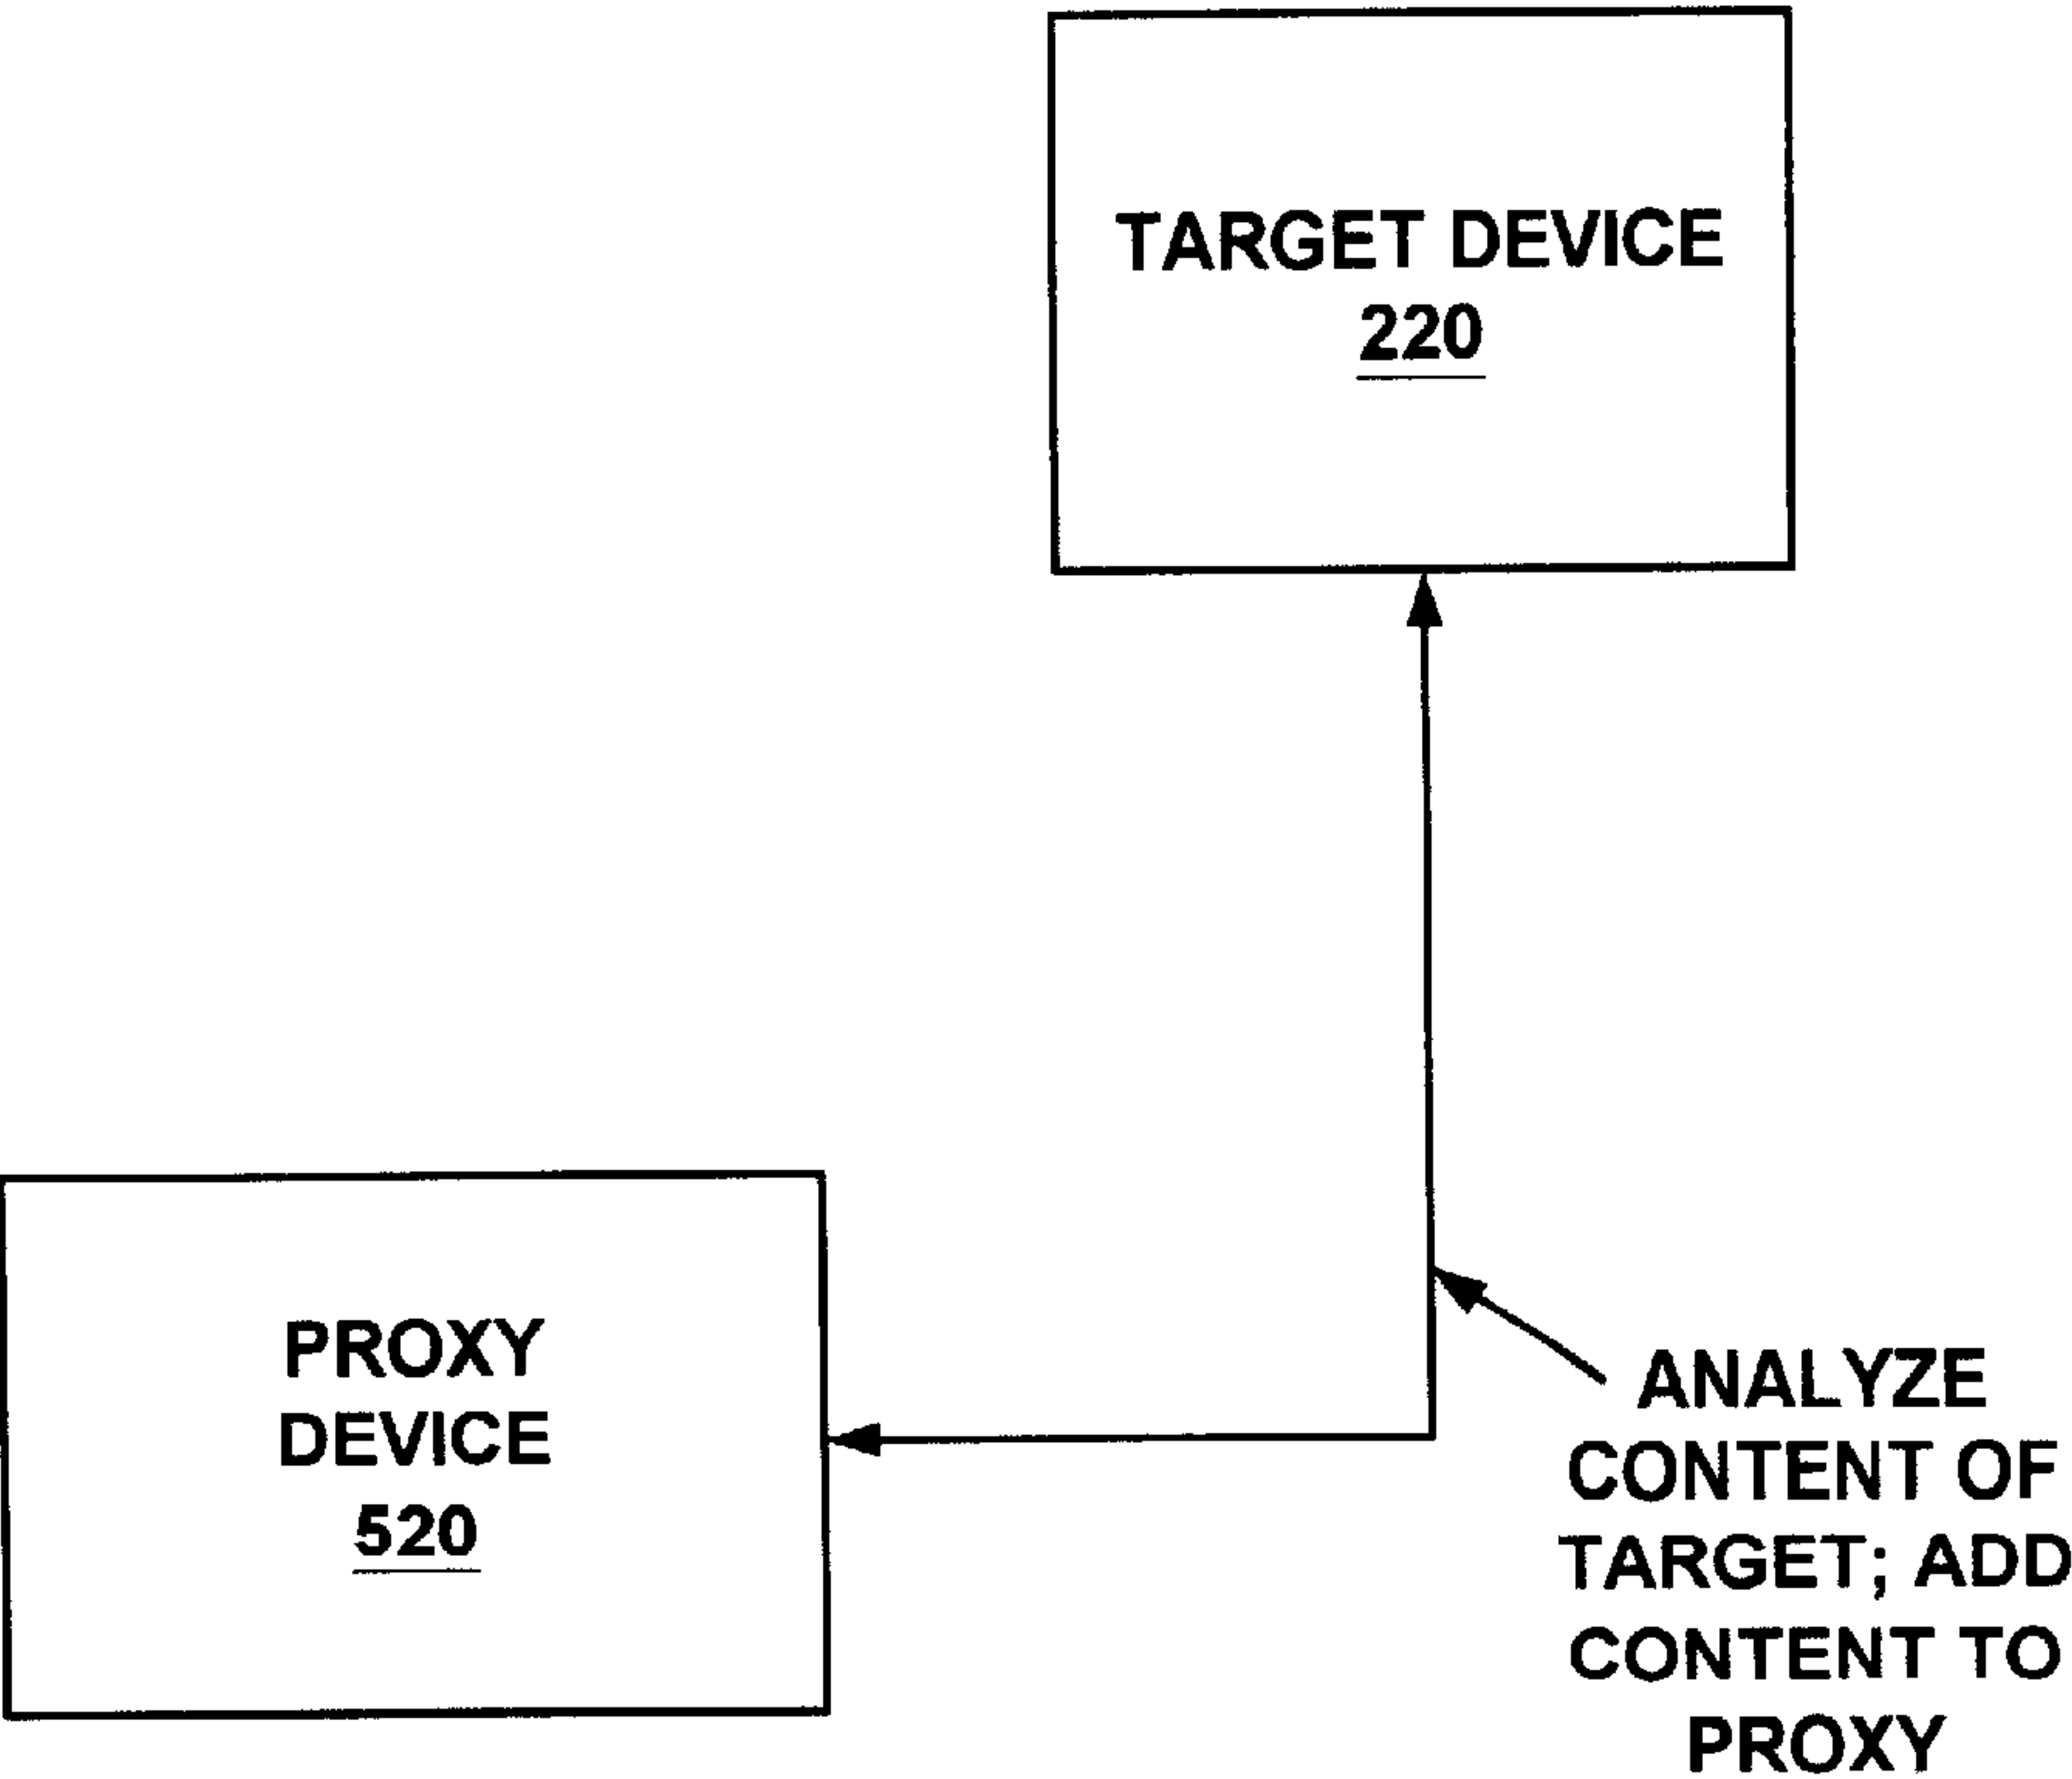 TARGET DEVICE
220
PROXY
DEVICE
520
ANALYZE
CONTENT OF
TARGET; ADD
CONTENT TO
PROXY